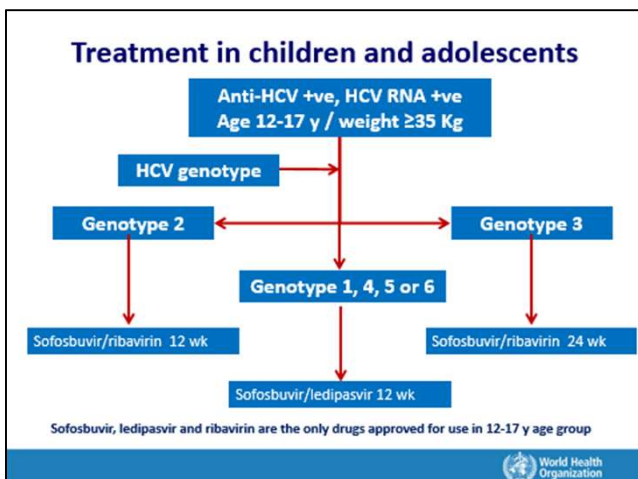 Treatment in children and adolescents
Anti-HCV +ve, HCV RNA +ve
Age 12-17 y / weight ≥35 Kg
HCV genotype
Genotype 2
Genotype 3
Genotype 1, 4, 5 or 6
Sofosbuvir/ribavirin 12 wk
Sofosbuvir/ribavirin 24 wk
Sofosbuvir/ledipasvir 12 wk
Sofosbuvir, ledipasvir and ribavirin are the only drugs approved for use in 12-17 y age group
World Health
Organization